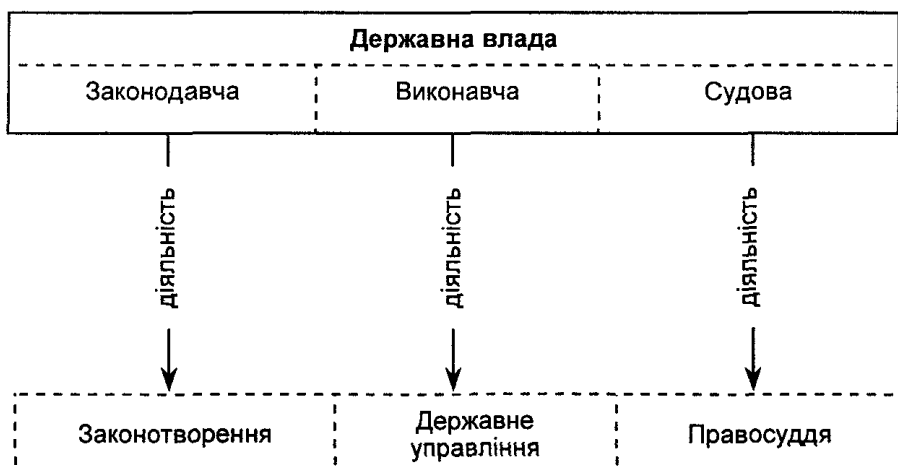 Державна влада
Законодавча
Виконавча
Судова
діяльність
діяльність
діяльність
Законотворення
Державне
управління
Правосуддя